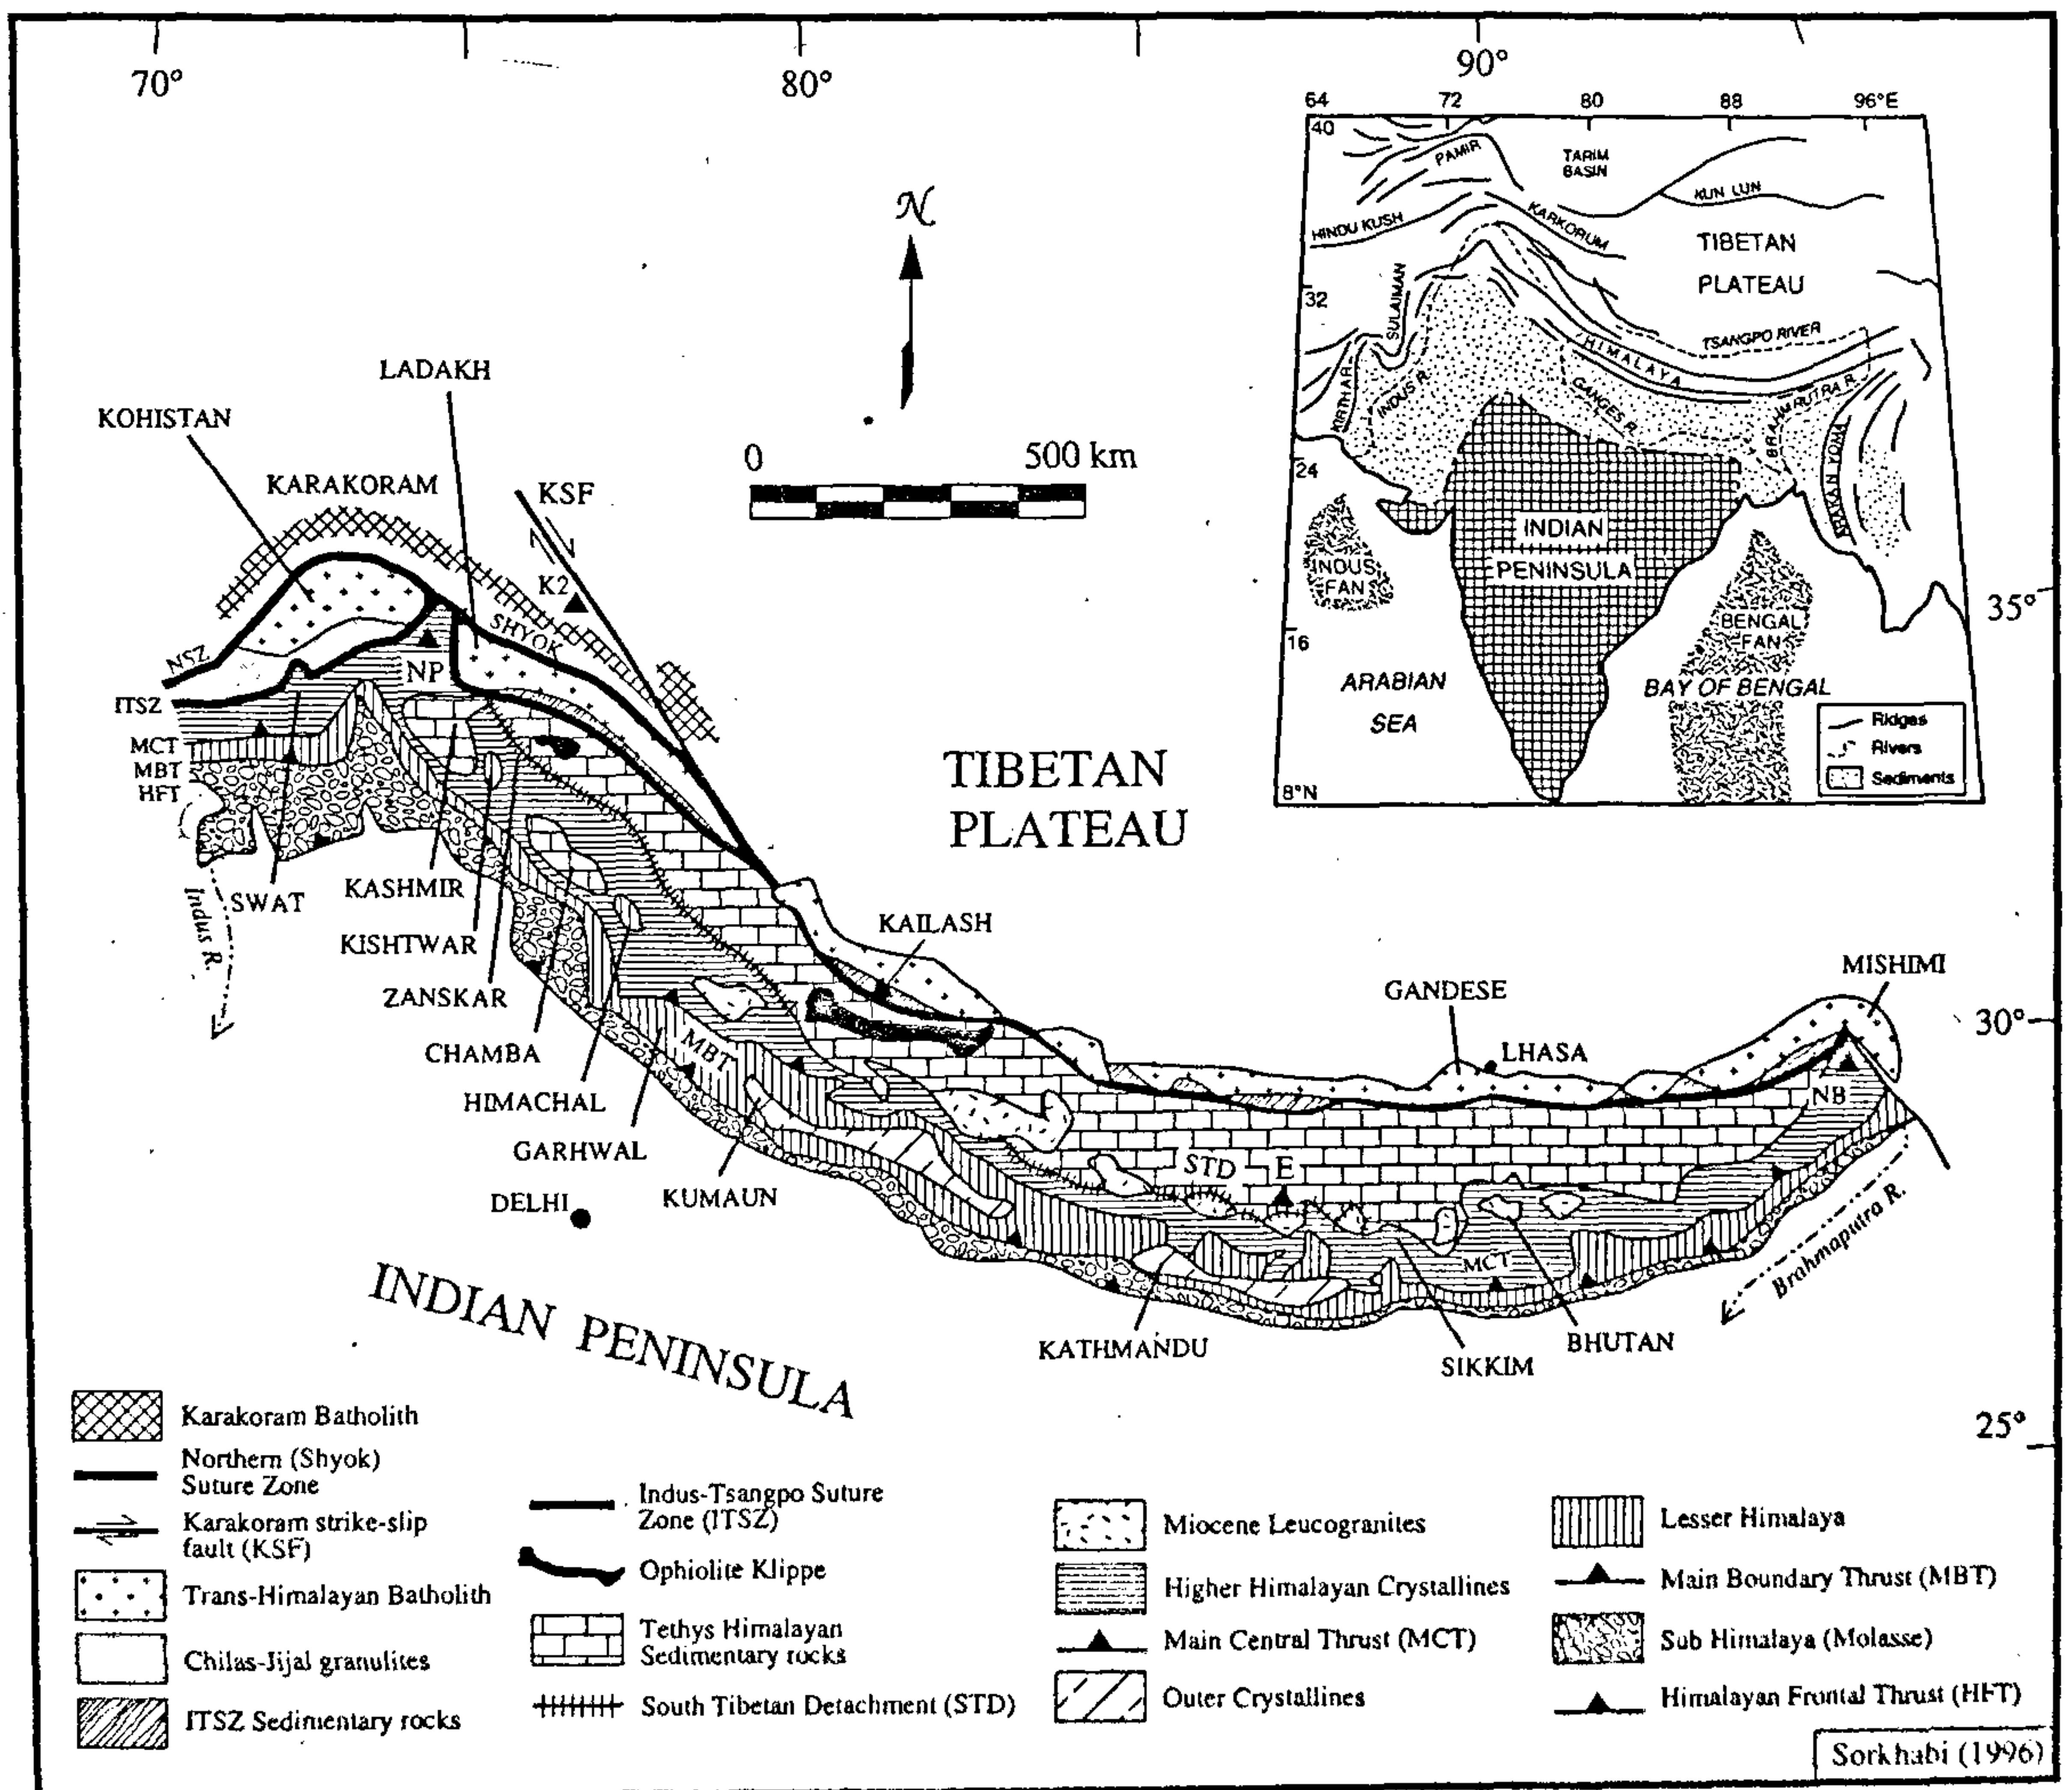 70°
80°
90°
64
72
80
88
96°E
40
PAMIR
TARIM
BASIN
KUN LUN
HINDU KUSH
KARKORUM
TIBETAN
PLATEAU
32
SULAIMAN
TSANGPO RIVER
HIMALAYA
KIRTHAR
INDUS R.
GANGES R.
BRAHMPUTRA R.
ARAKAN YOMA
24
INDIAN
PENINSULA
INDUS
FAN
BENGAL
FAN
16
ARABIAN
SEA
BAY OF BENGAL
Ridges
Rivers
Sediments
8°N
N
LADAKH
KOHISTAN
KARAKORAM
KSF
K2
0
500 km
35°
SHYOK
NSZ
NP
ITSZ
MCT
MBT
HFT
TIBETAN
PLATEAU
Indus R.
SWAT
KASHMIR
KISHTWAR
ZANSKAR
CHAMBA
HIMACHAL
GARHWAL
KUMAUN
DELHI
MBT
KAILASH
GANDESE
LHASA
MISHIMI
30°
NB
STD
E
MCT
Brahmaputra R.
KATHMANDU
SIKKIM
BHUTAN
INDIAN PENINSULA
25°
Karakoram Batholith
Northern (Shyok)
Suture Zone
Karakoram strike-slip
fault (KSF)
Trans-Himalayan Batholith
Chilas-Jijal granulites
ITSZ Sedimentary rocks
Indus-Tsangpo Suture
Zone (ITSZ)
Ophiolite Klippe
Tethys Himalayan
Sedimentary rocks
South Tibetan Detachment (STD)
Miocene Leucogranites
Higher Himalayan Crystallines
Main Central Thrust (MCT)
Outer Crystallines
Lesser Himalaya
Main Boundary Thrust (MBT)
Sub Himalaya (Molasse)
Himalayan Frontal Thrust (HFT)
Sorkhabi (1996)